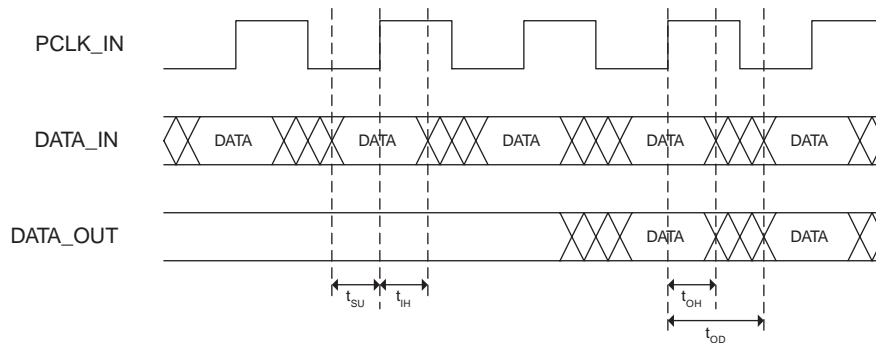 PCLK_IN
DATA_IN
DATA DATA DATA DATA DATA
DATA_OUT
DATA DATA
tSU tIH tOH
tOD